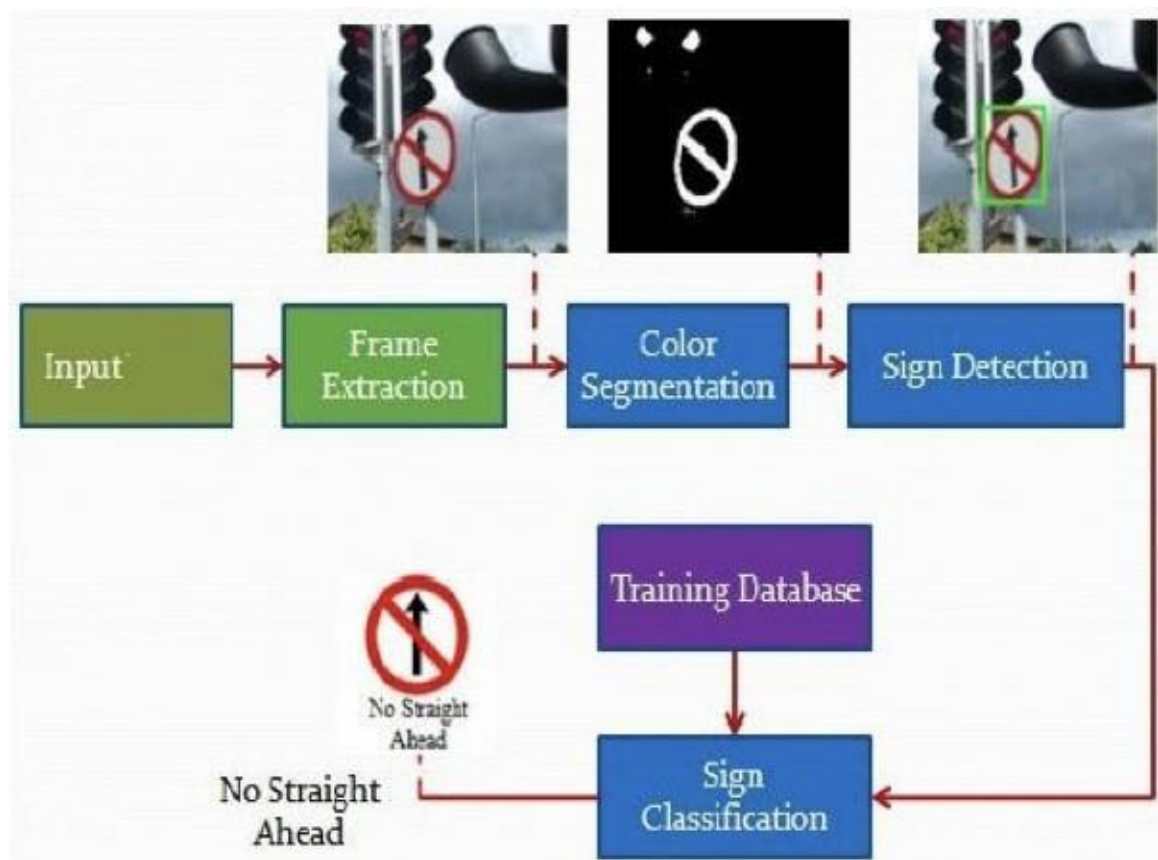 Input
Frame
Extraction
Color
Segmentation
Sign Detection
Training Database
No Straight
Ahead
Sign
Classification
No Straight
Ahead